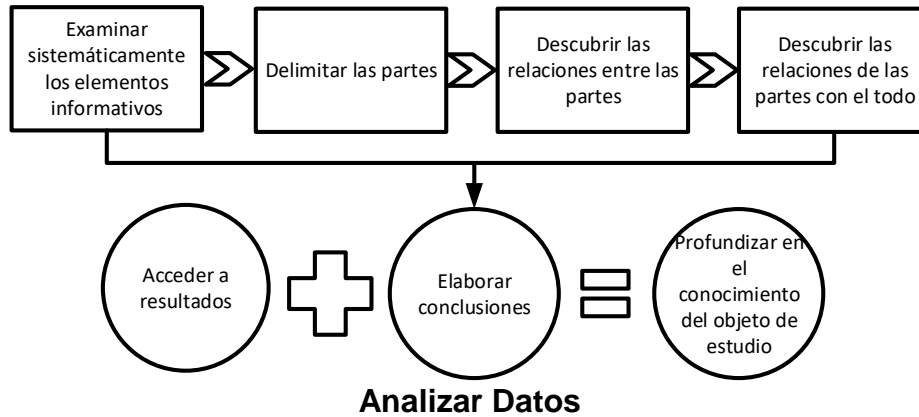 Examinar
sistemáticamente
los elementos
informativos
Delimitar las partes
Descubrir las
relaciones entre las
partes
Descubrir las
relaciones de las
partes con el todo
Acceder a
resultados
Elaborar
conclusiones
Profundizar en
el
conocimiento
del objeto de
estudio
Analizar Datos